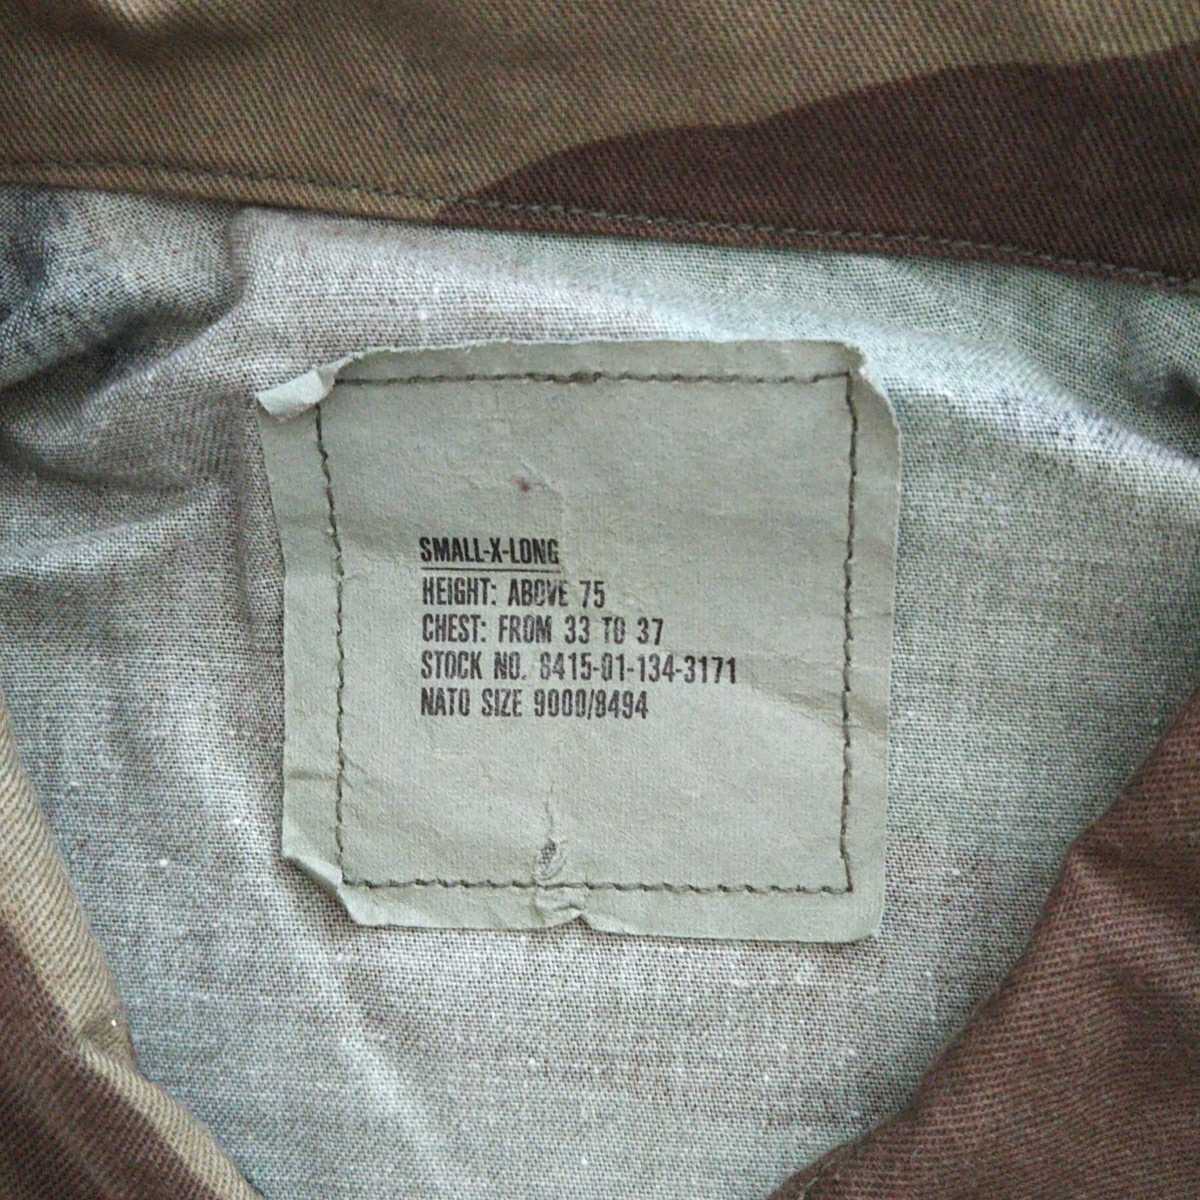 SMALL-X-LONG
HEIGHT: ABOVE 75
CHEST: FROM 33 TO 37
STOCK NO. 8415-01-134-3171
NATO SIZE 9000/8494